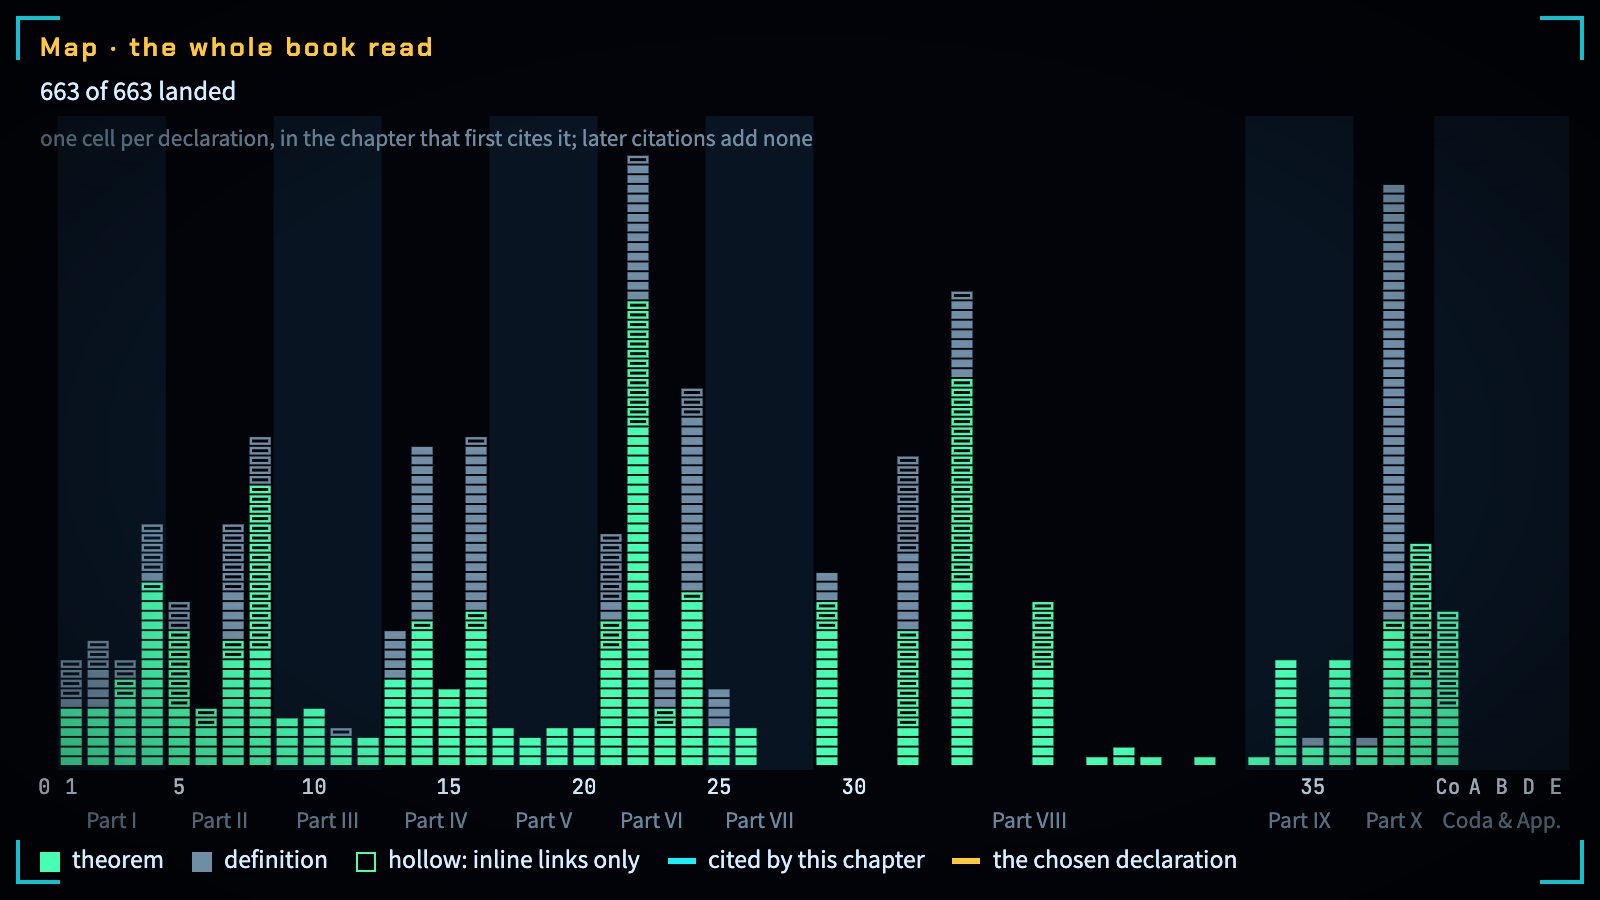 Map · the whole book read
663 of 663 landed
one cell per declaration, in the chapter that first cites it; later citations add none
0 1 5 10 15 20 25 30 35 Co A B D E
Part I Part II Part III Part IV Part V Part VI Part VII Part VIII Part IX Part X Coda & App.
theorem definition hollow: inline links only cited by this chapter the chosen declaration